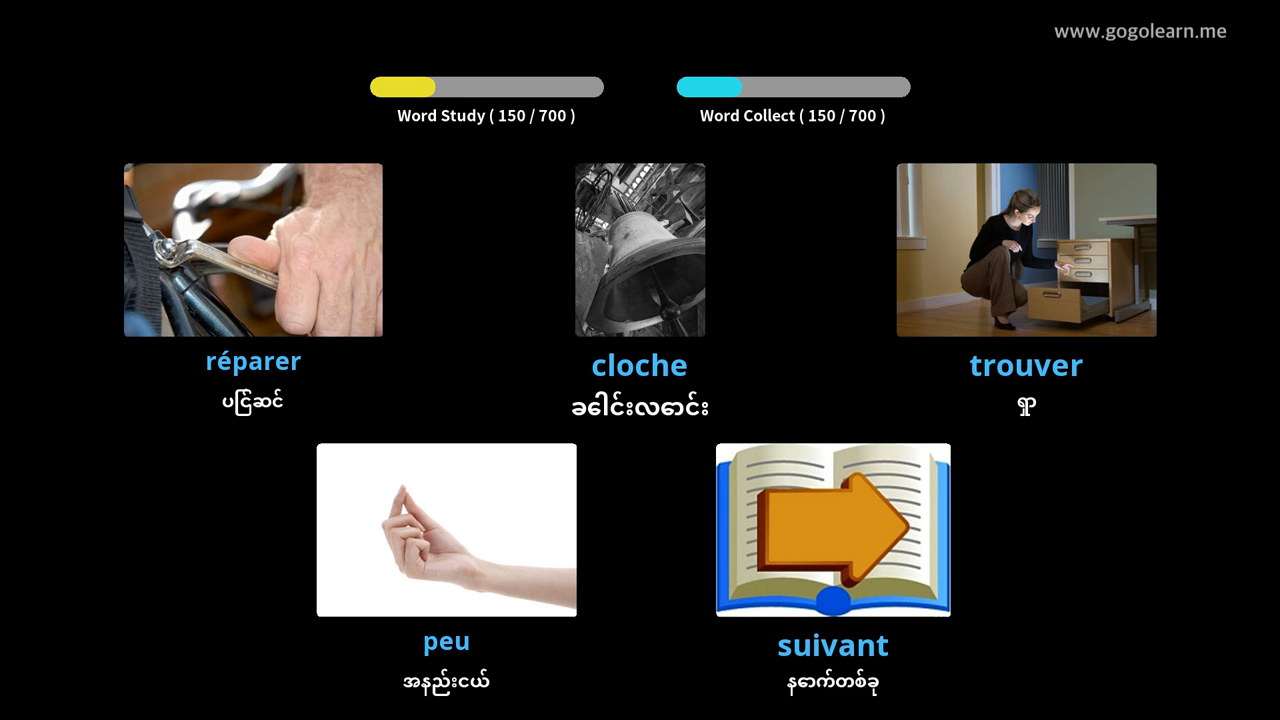 www.gogolearn.me
Word Study ( 150 / 700 )
Word Collect ( 150 / 700 )
réparer
cloche
trouver
ပြင်ဆင်
ခေါင်းလောင်း
ရှာ
peu
suivant
အနည်းငယ်
နောက်တစ်ခု